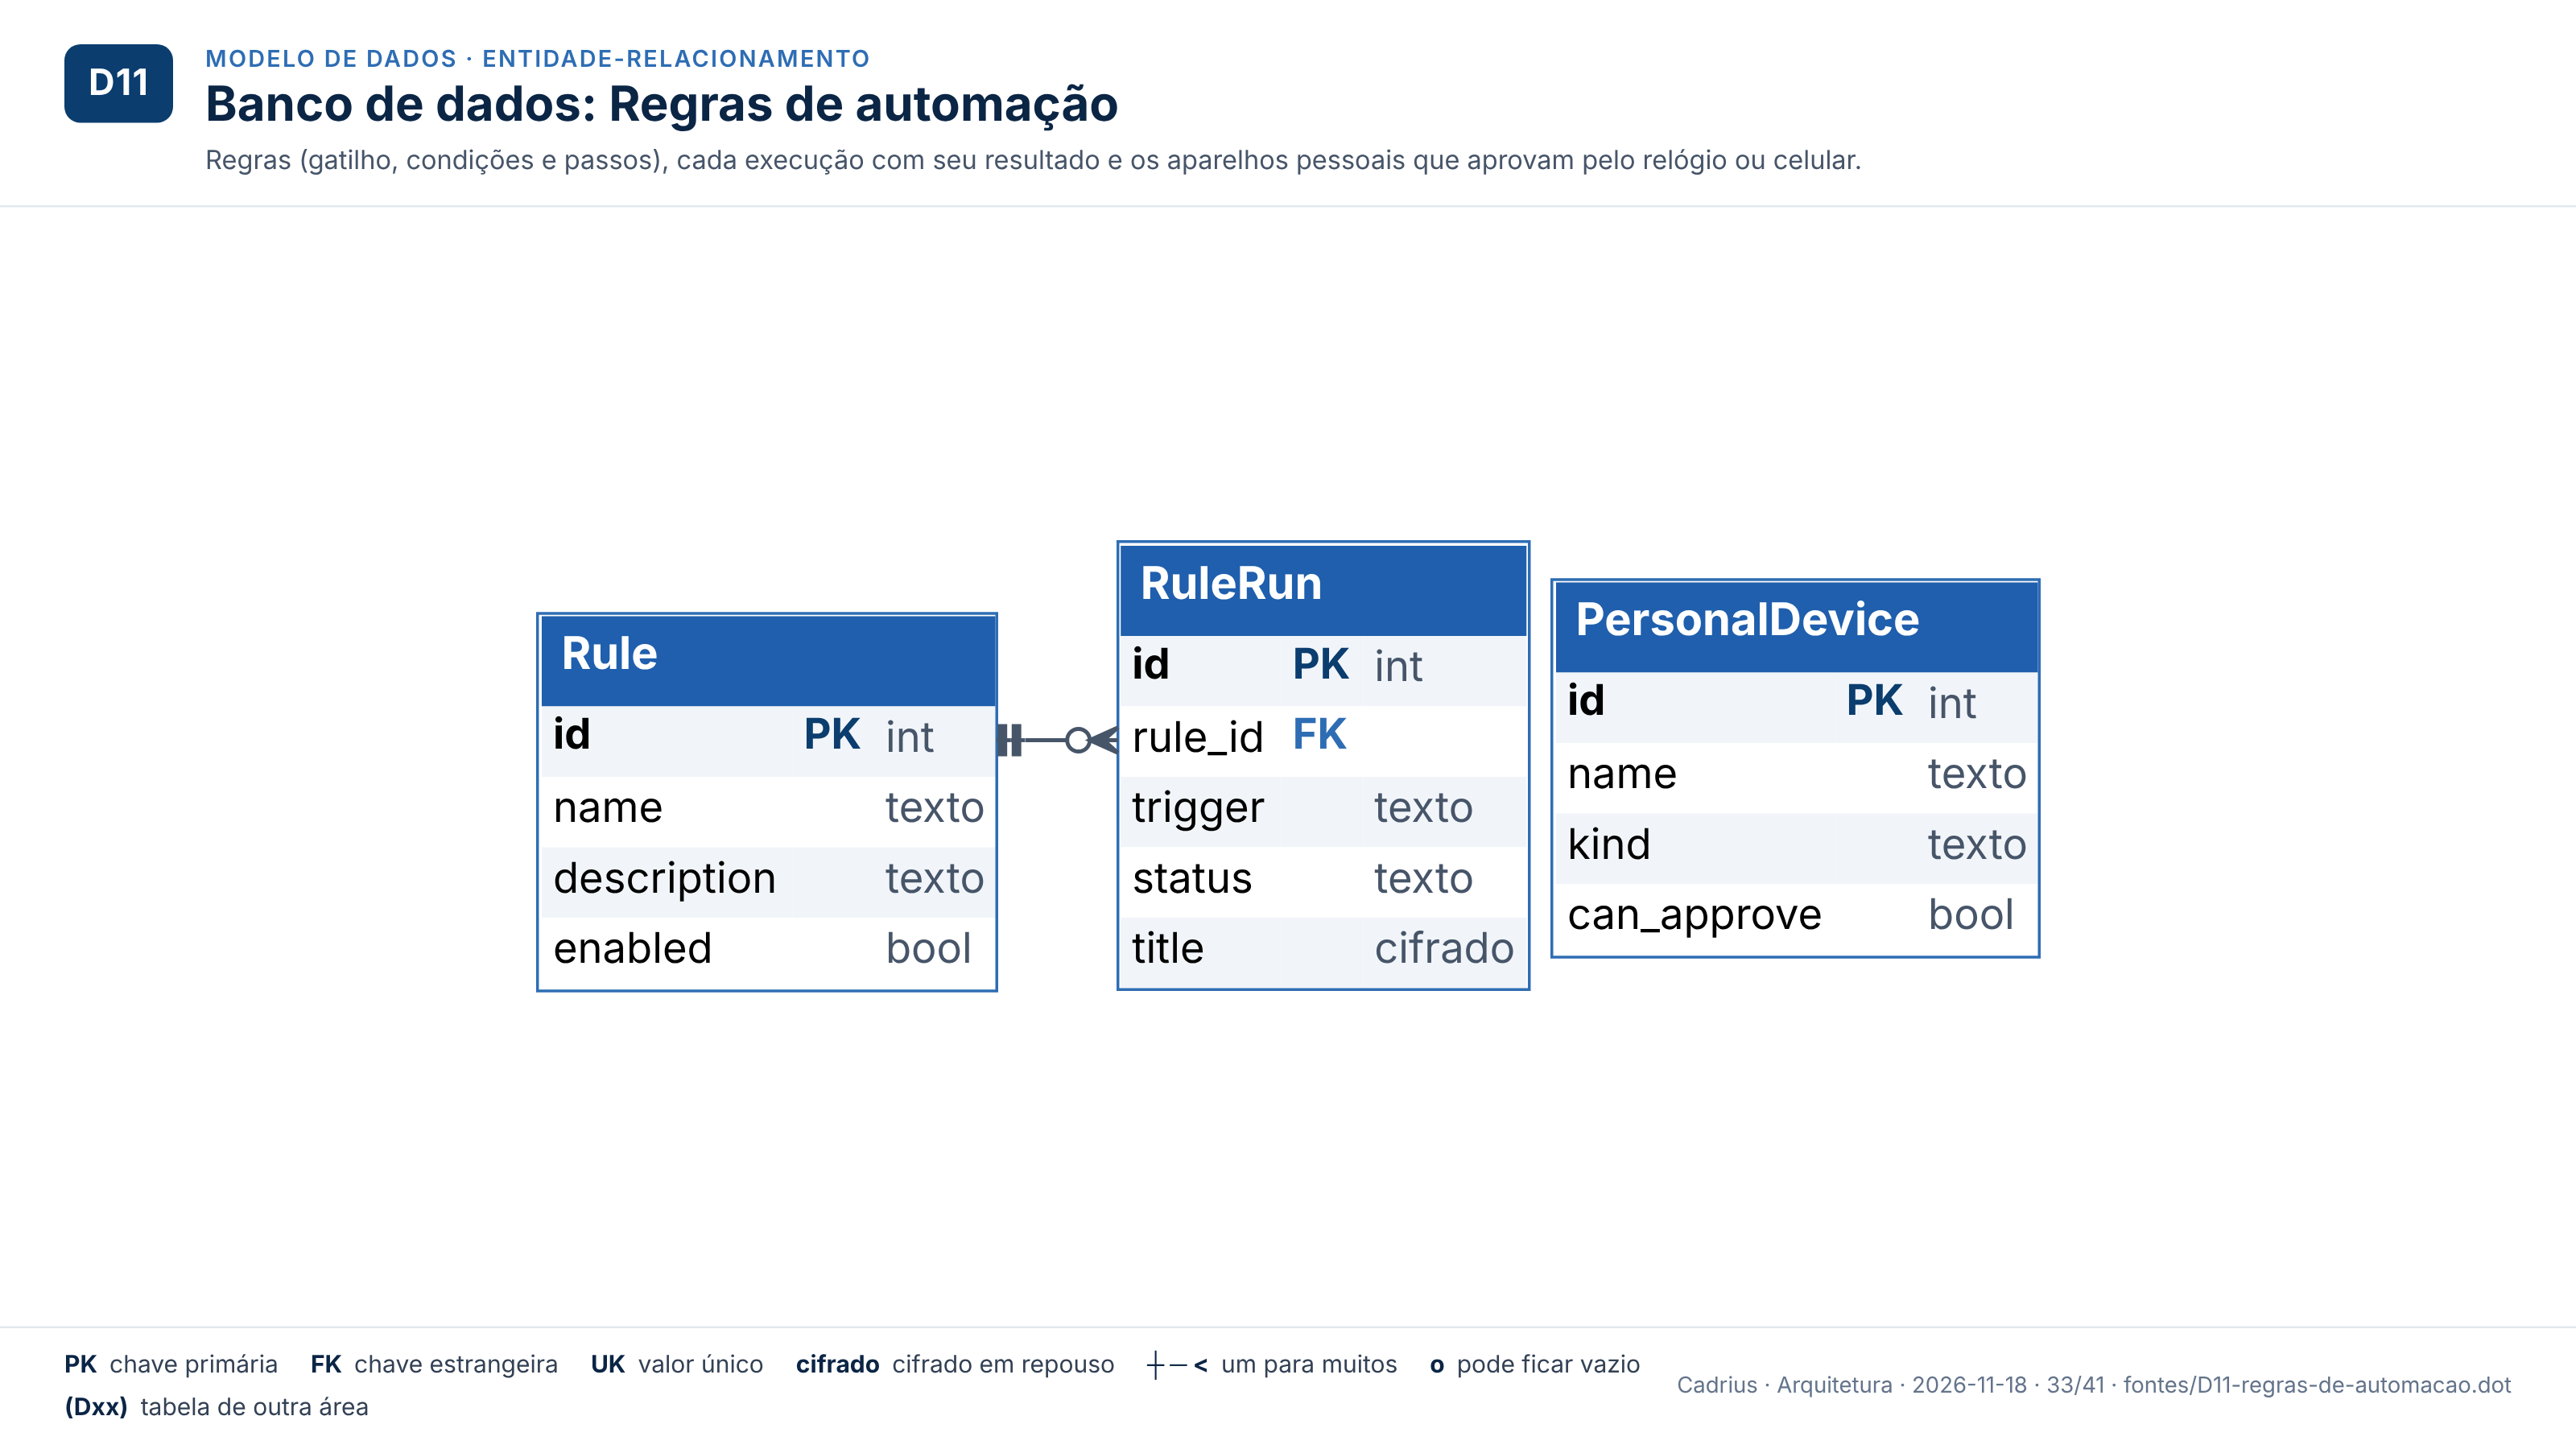 D11
MODELO DE DADOS · ENTIDADE-RELACIONAMENTO
Banco de dados: Regras de automação
Regras (gatilho, condições e passos), cada execução com seu resultado e os aparelhos pessoais que aprovam pelo relógio ou celular.
Rule
id PK int
name texto
description texto
enabled bool
RuleRun
id PK int
rule_id FK
trigger texto
status texto
title cifrado
PersonalDevice
id PK int
name texto
kind texto
can_approve bool
PK chave primária FK chave estrangeira UK valor único cifrado cifrado em repouso ┼─< um para muitos o pode ficar vazio
(Dxx) tabela de outra área
Cadrius · Arquitetura · 2026-11-18 · 33/41 · fontes/D11-regras-de-automacao.dot